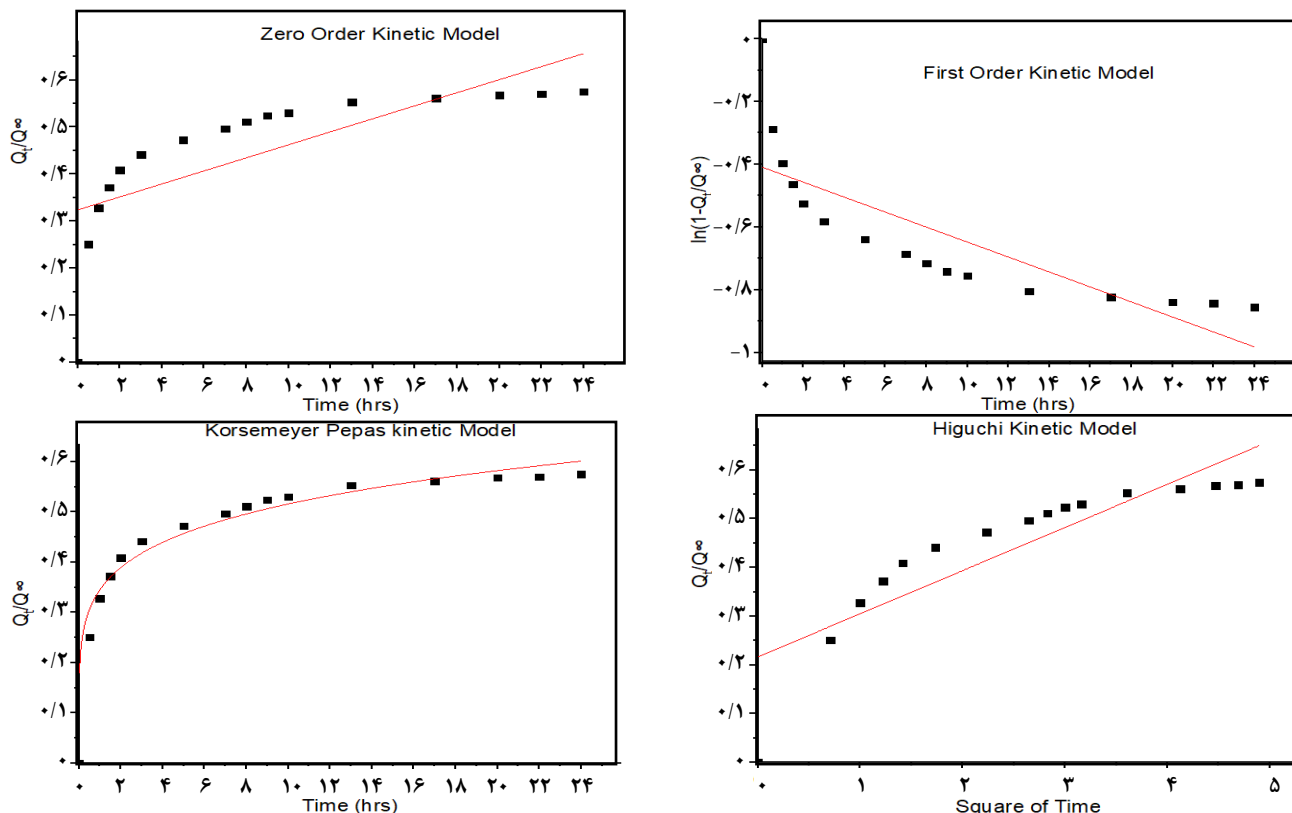 Zero Order Kinetic Model
Qt/Q∞
۰/۶
۰/۵
۰/۴
۰/۳
۰/۲
۰/۱
۰
۰ ۲ ۴ ۶ ۸ ۱۰ ۱۲ ۱۴ ۱۶ ۱۸ ۲۰ ۲۲ ۲۴
Time (hrs)
First Order Kinetic Model
ln(1-Qt/Q∞)
۰
−۰/۲
−۰/۴
−۰/۶
−۰/۸
−۱
۰ ۲ ۴ ۶ ۸ ۱۰ ۱۲ ۱۴ ۱۶ ۱۸ ۲۰ ۲۲ ۲۴
Time (hrs)
Korsemeyer Pepas kinetic Model
Qt/Q∞
۰/۶
۰/۵
۰/۴
۰/۳
۰/۲
۰/۱
۰
۰ ۲ ۴ ۶ ۸ ۱۰ ۱۲ ۱۴ ۱۶ ۱۸ ۲۰ ۲۲ ۲۴
Time (hrs)
Higuchi Kinetic Model
Qt/Q∞
۰/۶
۰/۵
۰/۴
۰/۳
۰/۲
۰/۱
۰
۰ ۱ ۲ ۳ ۴ ۵
Square of Time